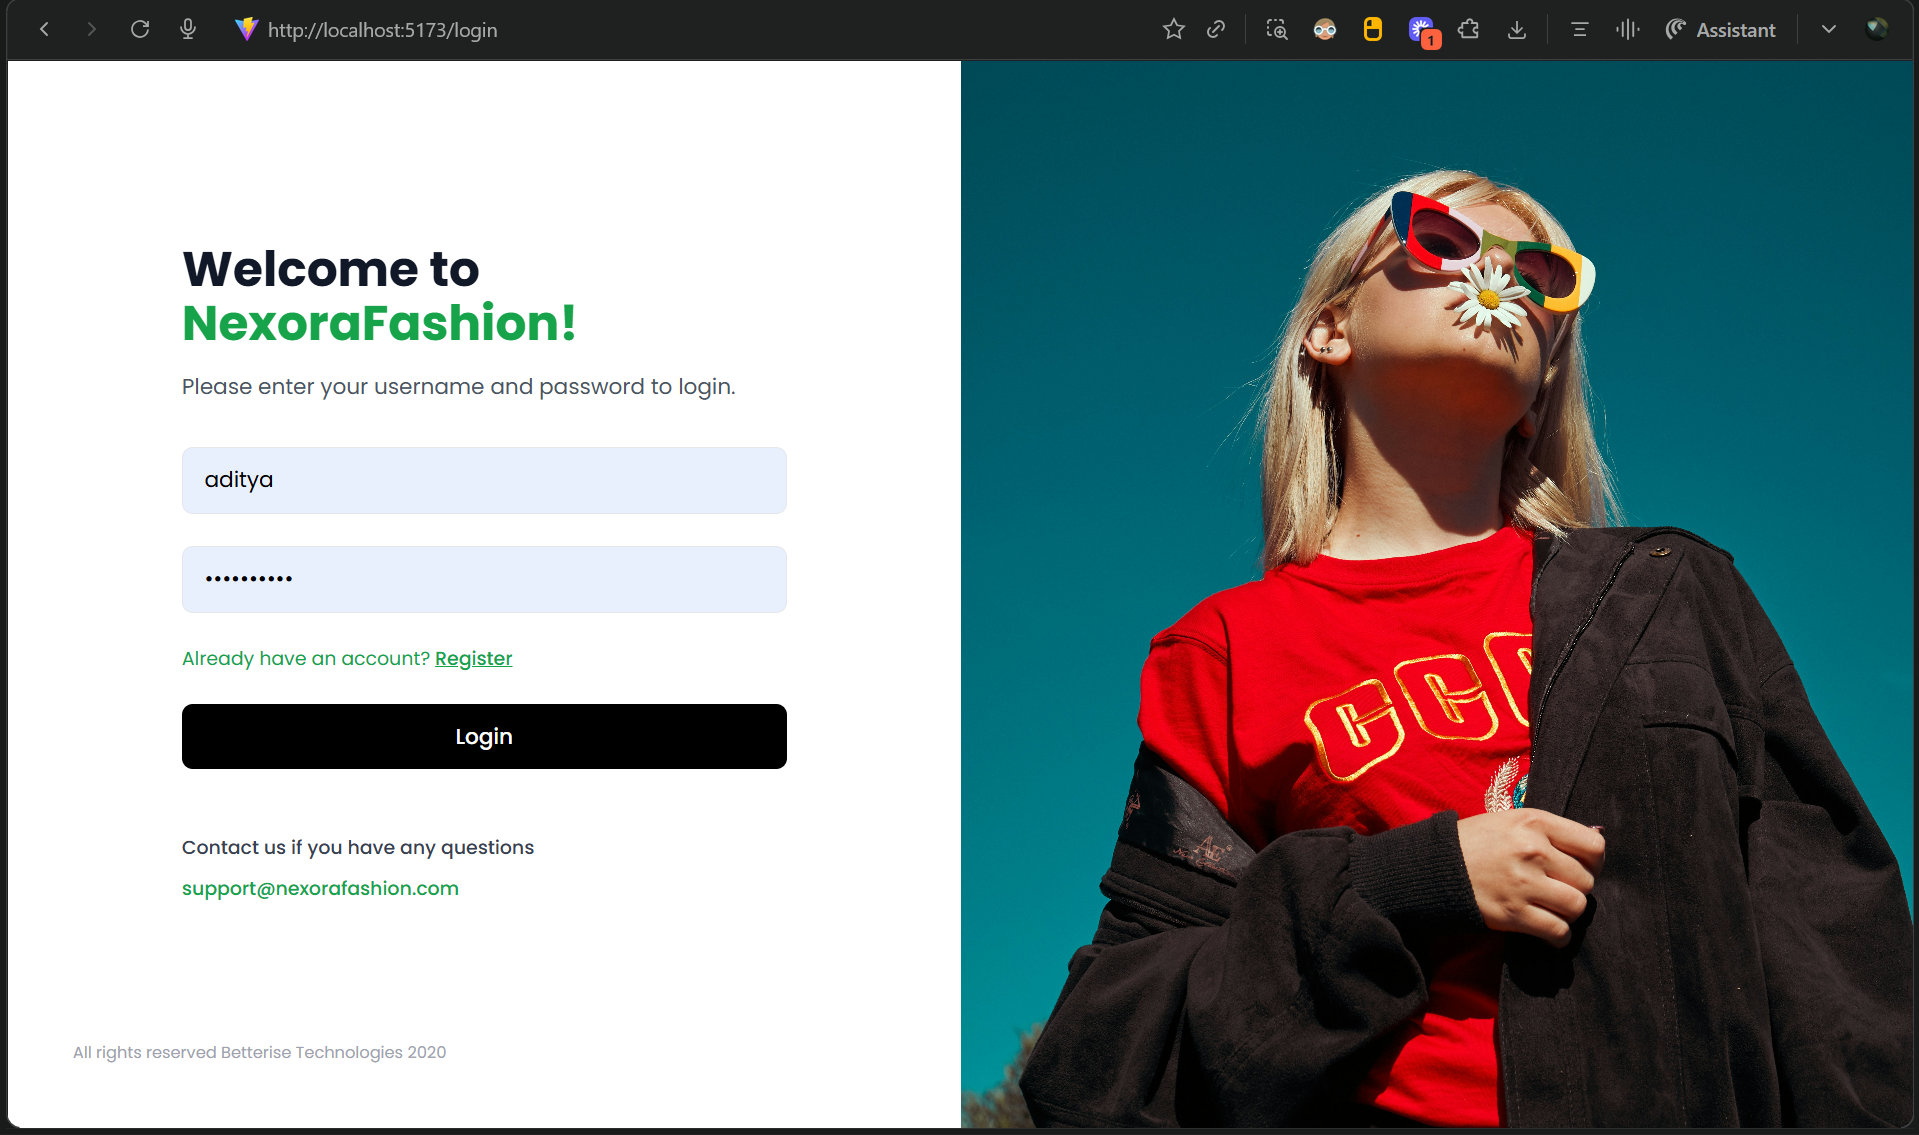 http://localhost:5173/login
1
Assistant
Welcome to
NexoraFashion!
Please enter your username and password to login.
aditya
••••••••••
Already have an account? Register
Login
Contact us if you have any questions
support@nexorafashion.com
All rights reserved Betterise Technologies 2020
CCC